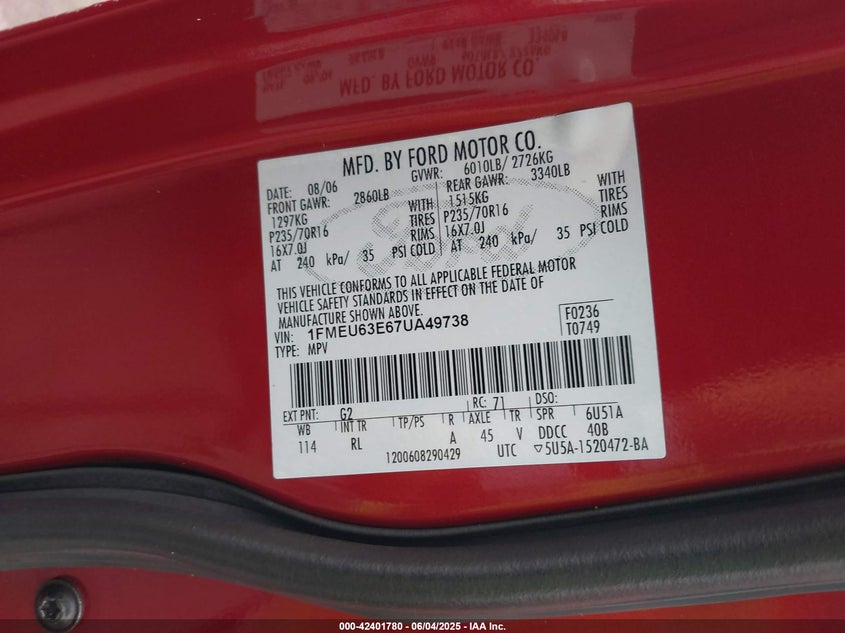 MFD. BY FORD MOTOR CO.
DATE: 08/06 GVWR: 6010LB/ 2726KG
FRONT GAWR: 2860LB REAR GAWR: 3340LB
1297KG WITH 1515KG WITH
P235/70R16 TIRES P235/70R16 TIRES
16X7.0J RIMS 16X7.0J RIMS
AT 240 kPa/ 35 PSI COLD AT 240 kPa/ 35 PSI COLD
THIS VEHICLE CONFORMS TO ALL APPLICABLE FEDERAL MOTOR
VEHICLE SAFETY STANDARDS IN EFFECT ON THE DATE OF
MANUFACTURE SHOWN ABOVE.
VIN: 1FMEU63E67UA49738 F0236
TYPE: MPV T0749
EXT PNT: G2 RC: 71 DSO:
WB INT TR TP/PS R AXLE TR SPR 6U51A
114 RL A 45 V DDCC 40B
1200608290429 UTC ▽5U5A-1520472-BA
Ford
000-42401780 - 06/04/2025 - IAA Inc.